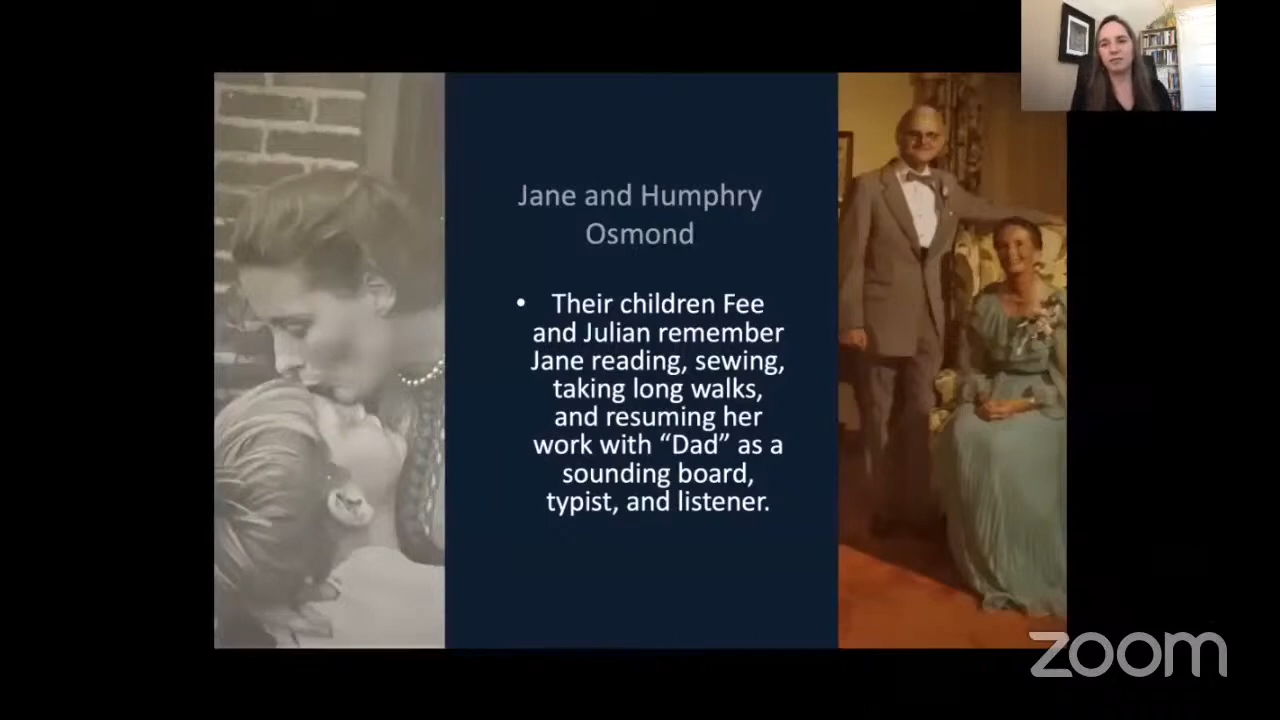 Jane and Humphry
Osmond
• Their children Fee
and Julian remember
Jane reading, sewing,
taking long walks,
and resuming her
work with “Dad” as a
sounding board,
typist, and listener.
zoom